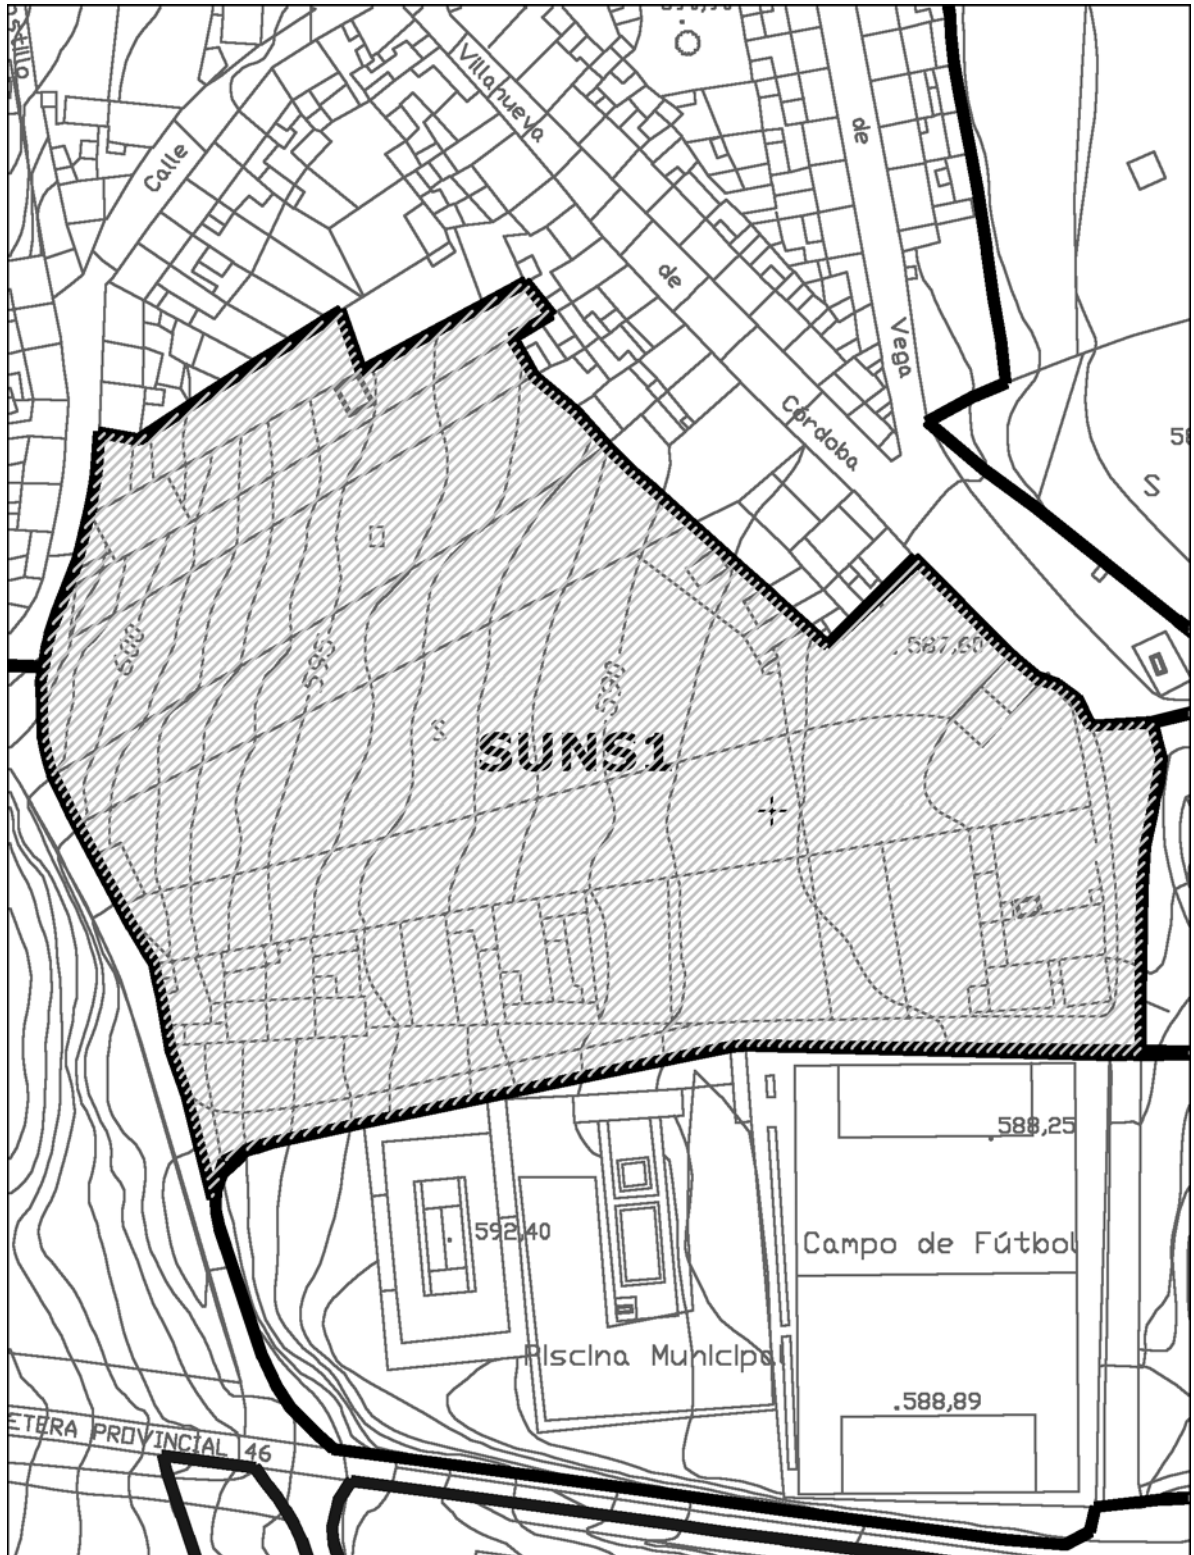 Calle
Villanueva
de
Córdoba
de
Vega
58
S
600
595
590
.587,60
SUNS1
588,25
592,40
Campo de Fútbol
Piscina Municipal
.588,89
ETERA PROVINCIAL 46